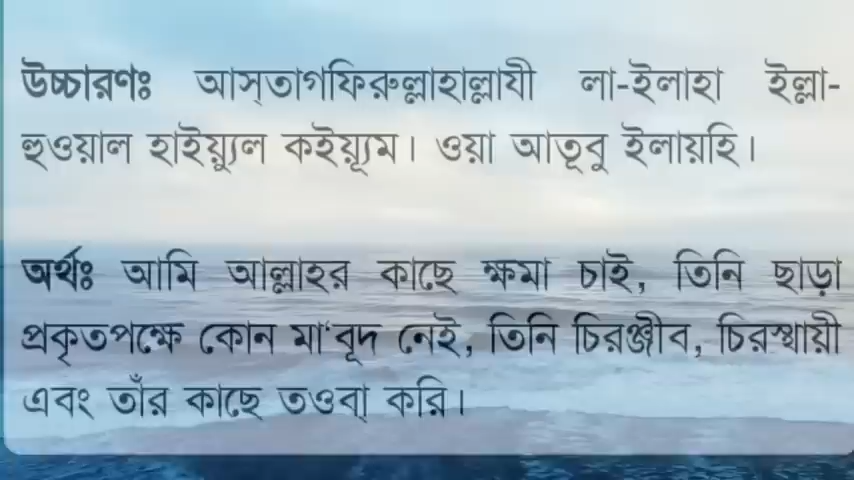 উচ্চারণঃ আস্‌তাগফিরুল্লাহাল্লাযী লা-ইলাহা ইল্লা-
হুওয়াল হাইয়্যুল কইয়্যূম। ওয়া আতূবু ইলায়হি।
অর্থঃ আমি আল্লাহর কাছে ক্ষমা চাই, তিনি ছাড়া
প্রকৃতপক্ষে কোন মা‘বূদ নেই, তিনি চিরঞ্জীব, চিরস্থায়ী
এবং তাঁর কাছে তওবা্ করি।